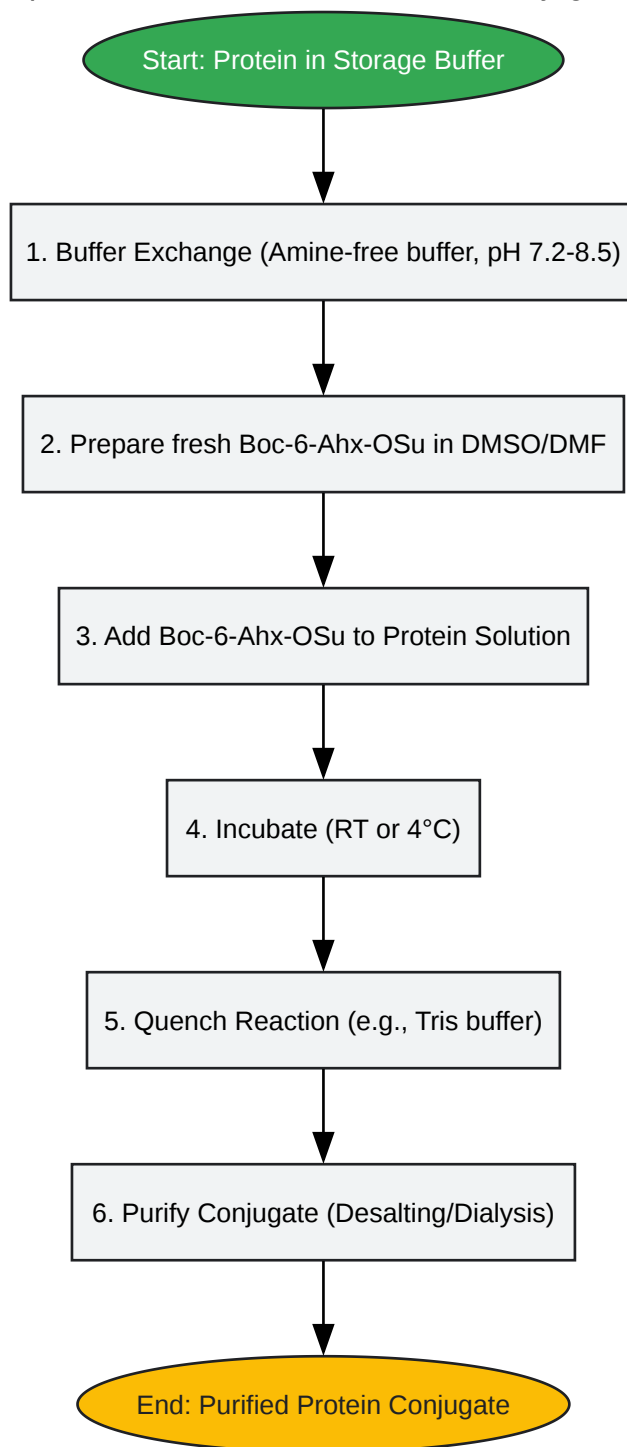 Start: Protein in Storage Buffer
1. Buffer Exchange (Amine-free buffer, pH 7.2-8.5)
2. Prepare fresh Boc-6-Ahx-OSu in DMSO/DMF
3. Add Boc-6-Ahx-OSu to Protein Solution
4. Incubate (RT or 4°C)
5. Quench Reaction (e.g., Tris buffer)
6. Purify Conjugate (Desalting/Dialysis)
End: Purified Protein Conjugate